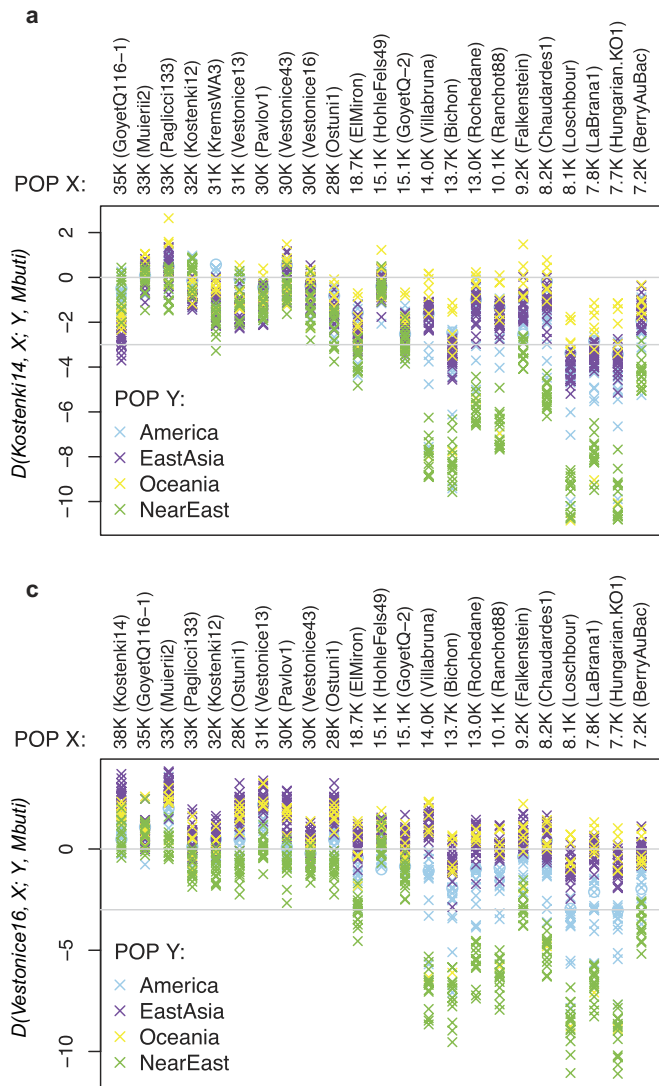 a
POP X:
35K (GoyetQ116−1)
33K (Muierii2)
33K (Paglicci133)
32K (Kostenki12)
31K (KremsWA3)
31K (Vestonice13)
30K (Pavlov1)
30K (Vestonice43)
30K (Vestonice16)
28K (Ostuni1)
18.7K (ElMiron)
15.1K (HohleFels49)
15.1K (GoyetQ−2)
14.0K (Villabruna)
13.7K (Bichon)
13.0K (Rochedane)
10.1K (Ranchot88)
9.2K (Falkenstein)
8.2K (Chaudardes1)
8.1K (Loschbour)
7.8K (LaBrana1)
7.7K (Hungarian.KO1)
7.2K (BerryAuBac)
D(Kostenki14, X; Y, Mbuti)
2
0
−2
−4
−6
−8
−10
POP Y:
America
EastAsia
Oceania
NearEast
c
POP X:
38K (Kostenki14)
35K (GoyetQ116−1)
33K (Muierii2)
33K (Paglicci133)
32K (Kostenki12)
28K (Ostuni1)
31K (Vestonice13)
30K (Pavlov1)
30K (Vestonice43)
28K (Ostuni1)
18.7K (ElMiron)
15.1K (HohleFels49)
15.1K (GoyetQ−2)
14.0K (Villabruna)
13.7K (Bichon)
13.0K (Rochedane)
10.1K (Ranchot88)
9.2K (Falkenstein)
8.2K (Chaudardes1)
8.1K (Loschbour)
7.8K (LaBrana1)
7.7K (Hungarian.KO1)
7.2K (BerryAuBac)
D(Vestonice16, X; Y, Mbuti)
0
−5
−10
POP Y:
America
EastAsia
Oceania
NearEast